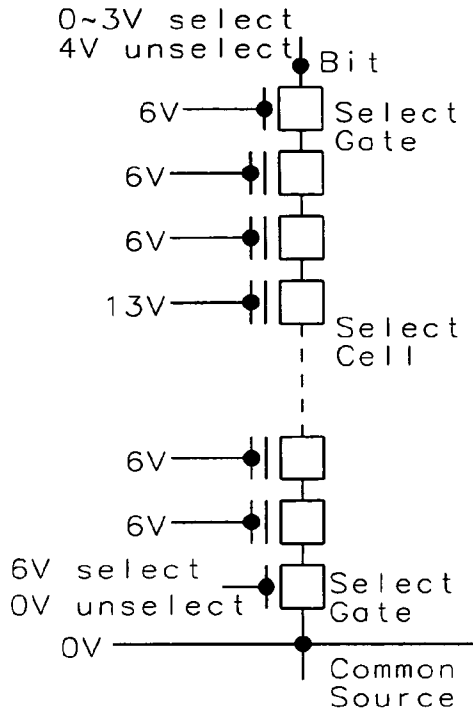 0~3V select
4V unselect
Bit
6V
Select
Gate
6V
6V
13V
Select
Cell
6V
6V
6V select
0V unselect
Select
Gate
0V
Common
Source